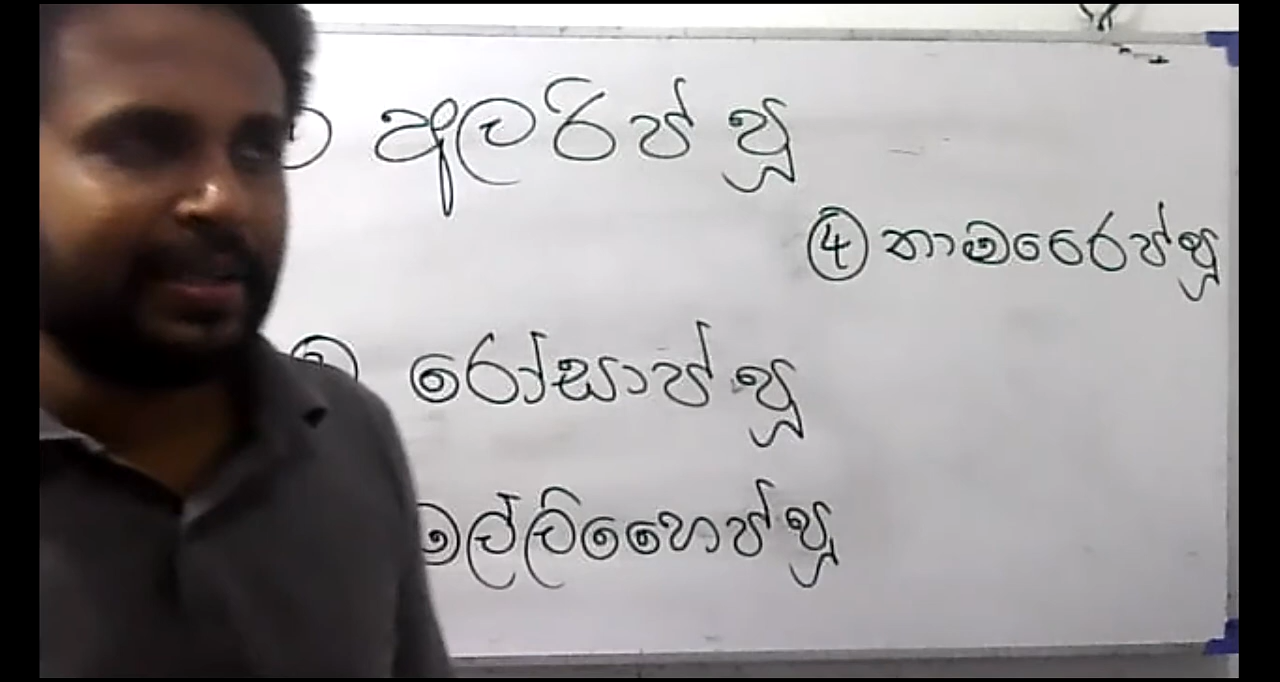 අලරිප් පූ
④ තාමරෛප්පූ
රෝසාප් පූ
මල්ලිහෛප් පූ